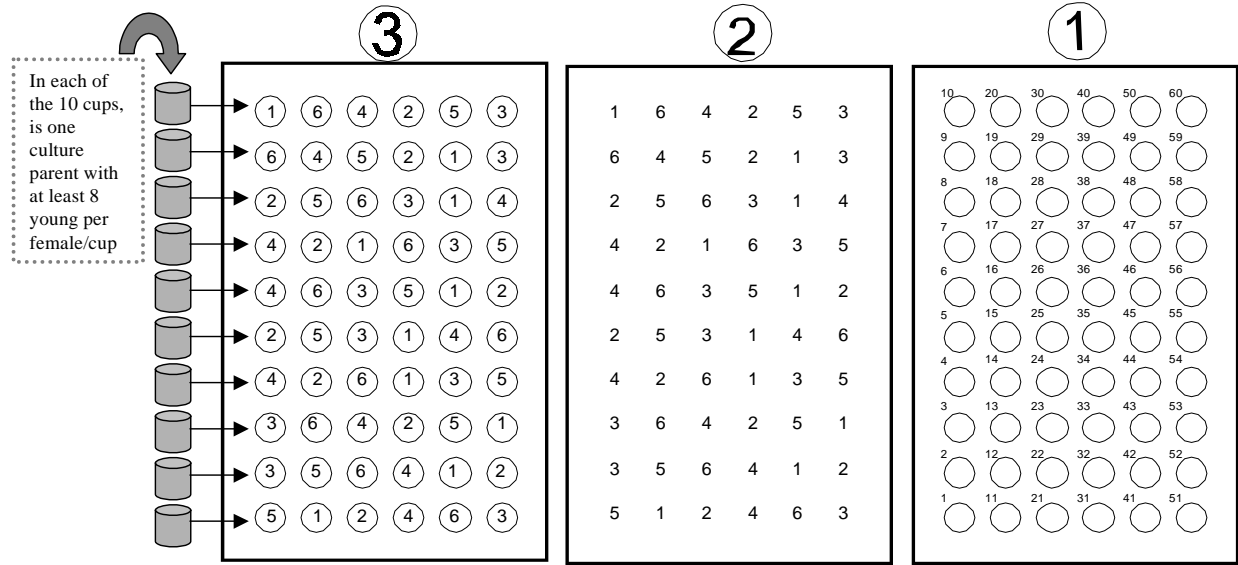 3
2
1
In each of
the 10 cups,
is one
culture
parent with
at least 8
young per
female/cup
1 6 4 2 5 3
6 4 5 2 1 3
2 5 6 3 1 4
4 2 1 6 3 5
4 6 3 5 1 2
2 5 3 1 4 6
4 2 6 1 3 5
3 6 4 2 5 1
3 5 6 4 1 2
5 1 2 4 6 3
1 6 4 2 5 3
6 4 5 2 1 3
2 5 6 3 1 4
4 2 1 6 3 5
4 6 3 5 1 2
2 5 3 1 4 6
4 2 6 1 3 5
3 6 4 2 5 1
3 5 6 4 1 2
5 1 2 4 6 3
10 20 30 40 50 60
9 19 29 39 49 59
8 18 28 38 48 58
7 17 27 37 47 57
6 16 26 36 46 56
5 15 25 35 45 55
4 14 24 34 44 54
3 13 23 33 43 53
2 12 22 32 42 52
1 11 21 31 41 51